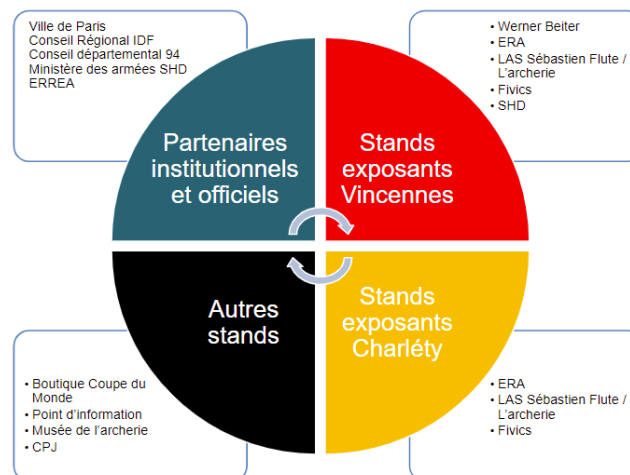 Ville de Paris
Conseil Régional IDF
Conseil départemental 94
Ministère des armées SHD
ERREA
• Werner Beiter
• ERA
• LAS Sébastien Flute /
L'archerie
• Fivics
• SHD
Partenaires
institutionnels
et officiels
Stands
exposants
Vincennes
Autres
stands
Stands
exposants
Charléty
• Boutique Coupe du
Monde
• Point d'information
• Musée de l'archerie
• CPJ
• ERA
• LAS Sébastien Flute /
L'archerie
• Fivics